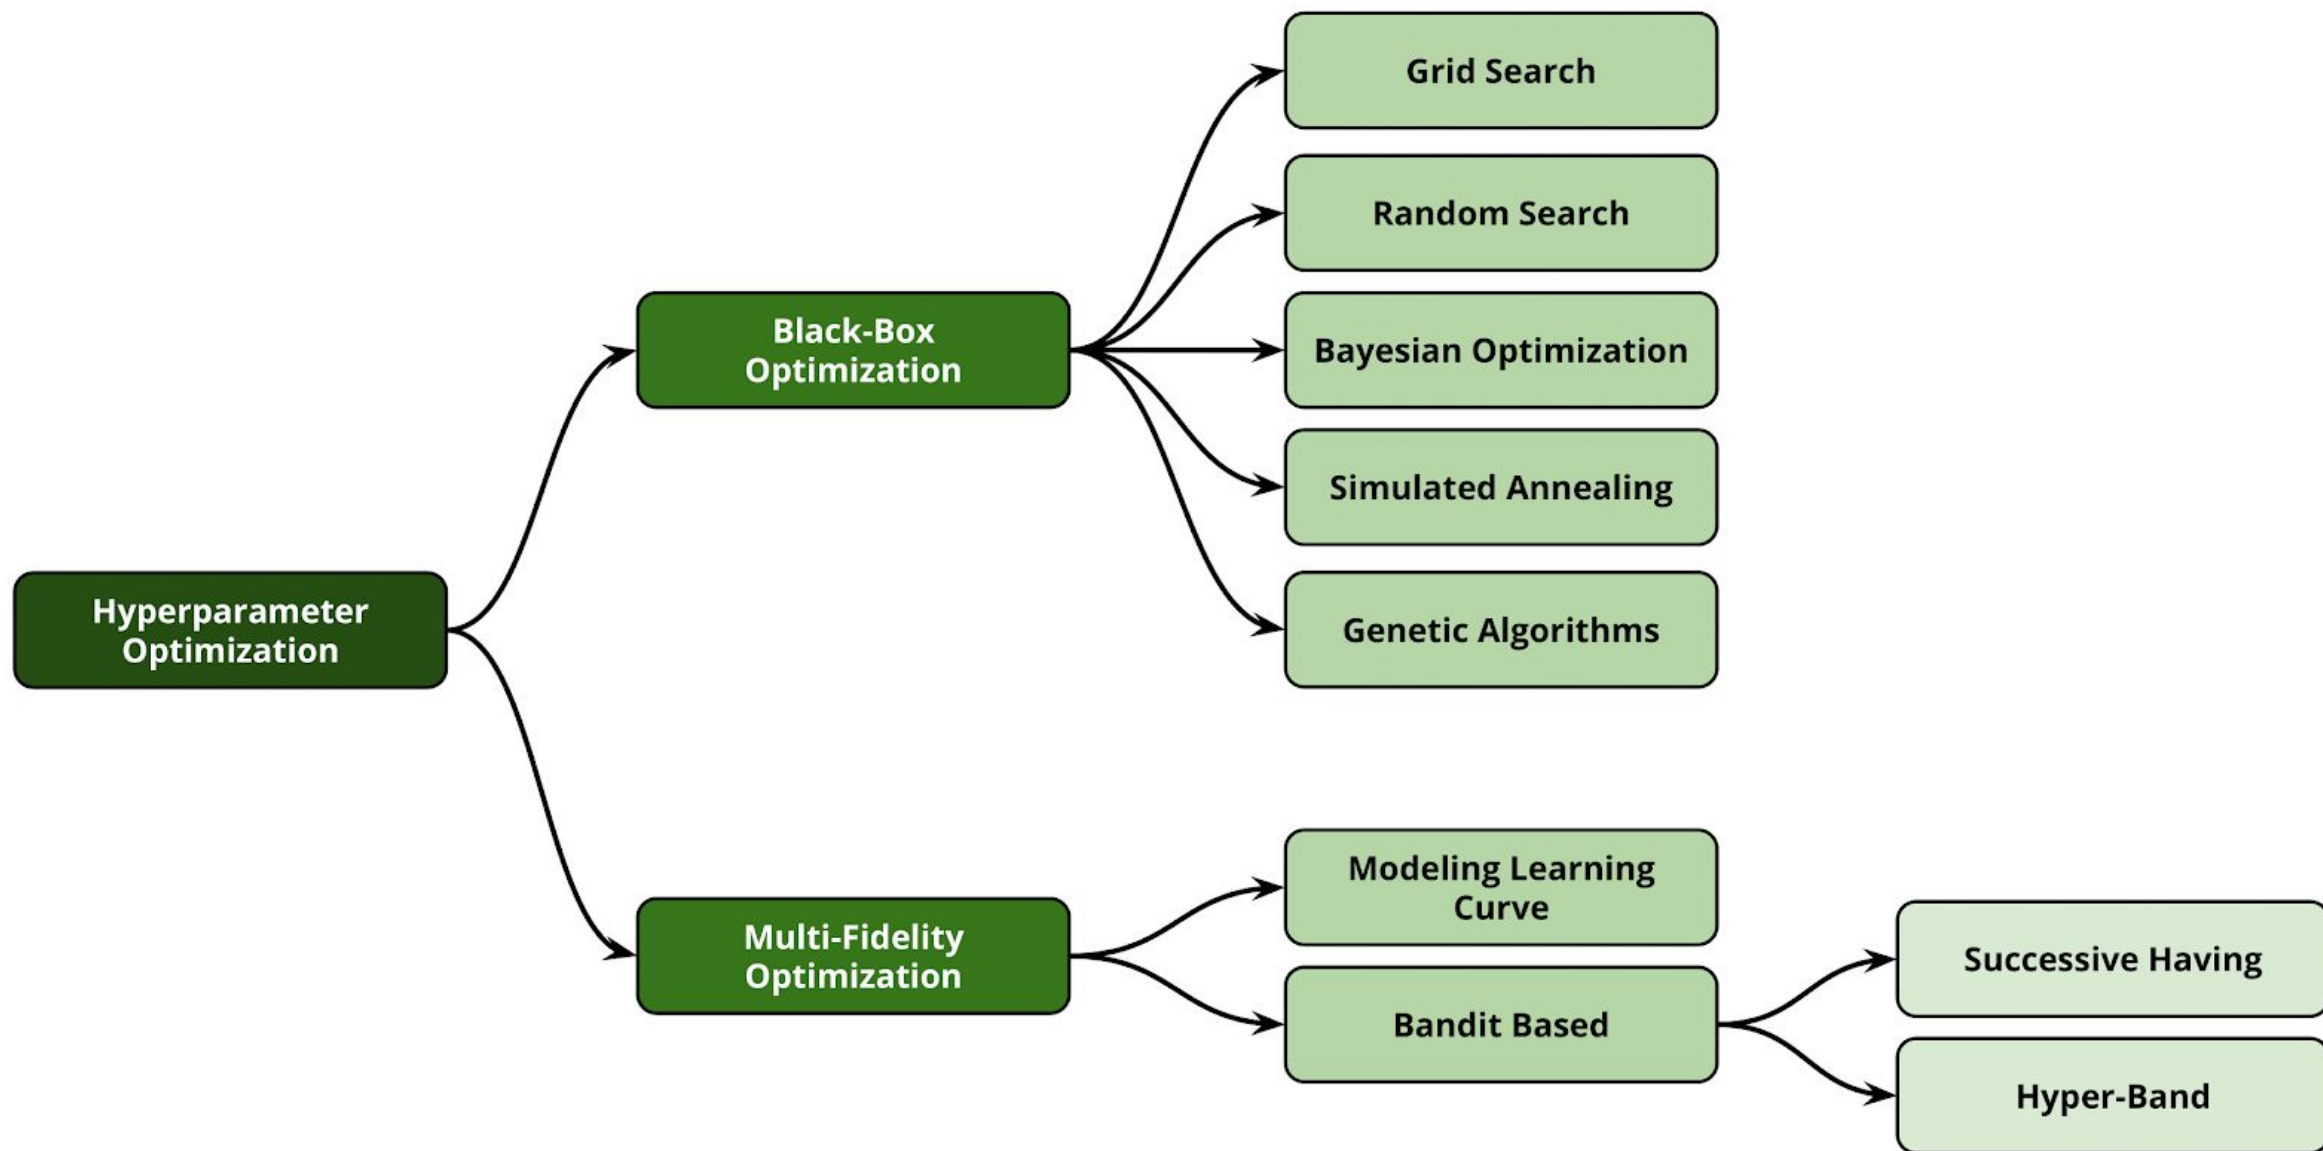 Grid Search
Random Search
Black-Box
Optimization
Bayesian Optimization
Simulated Annealing
Hyperparameter
Optimization
Genetic Algorithms
Modeling Learning
Curve
Multi-Fidelity
Optimization
Successive Having
Bandit Based
Hyper-Band